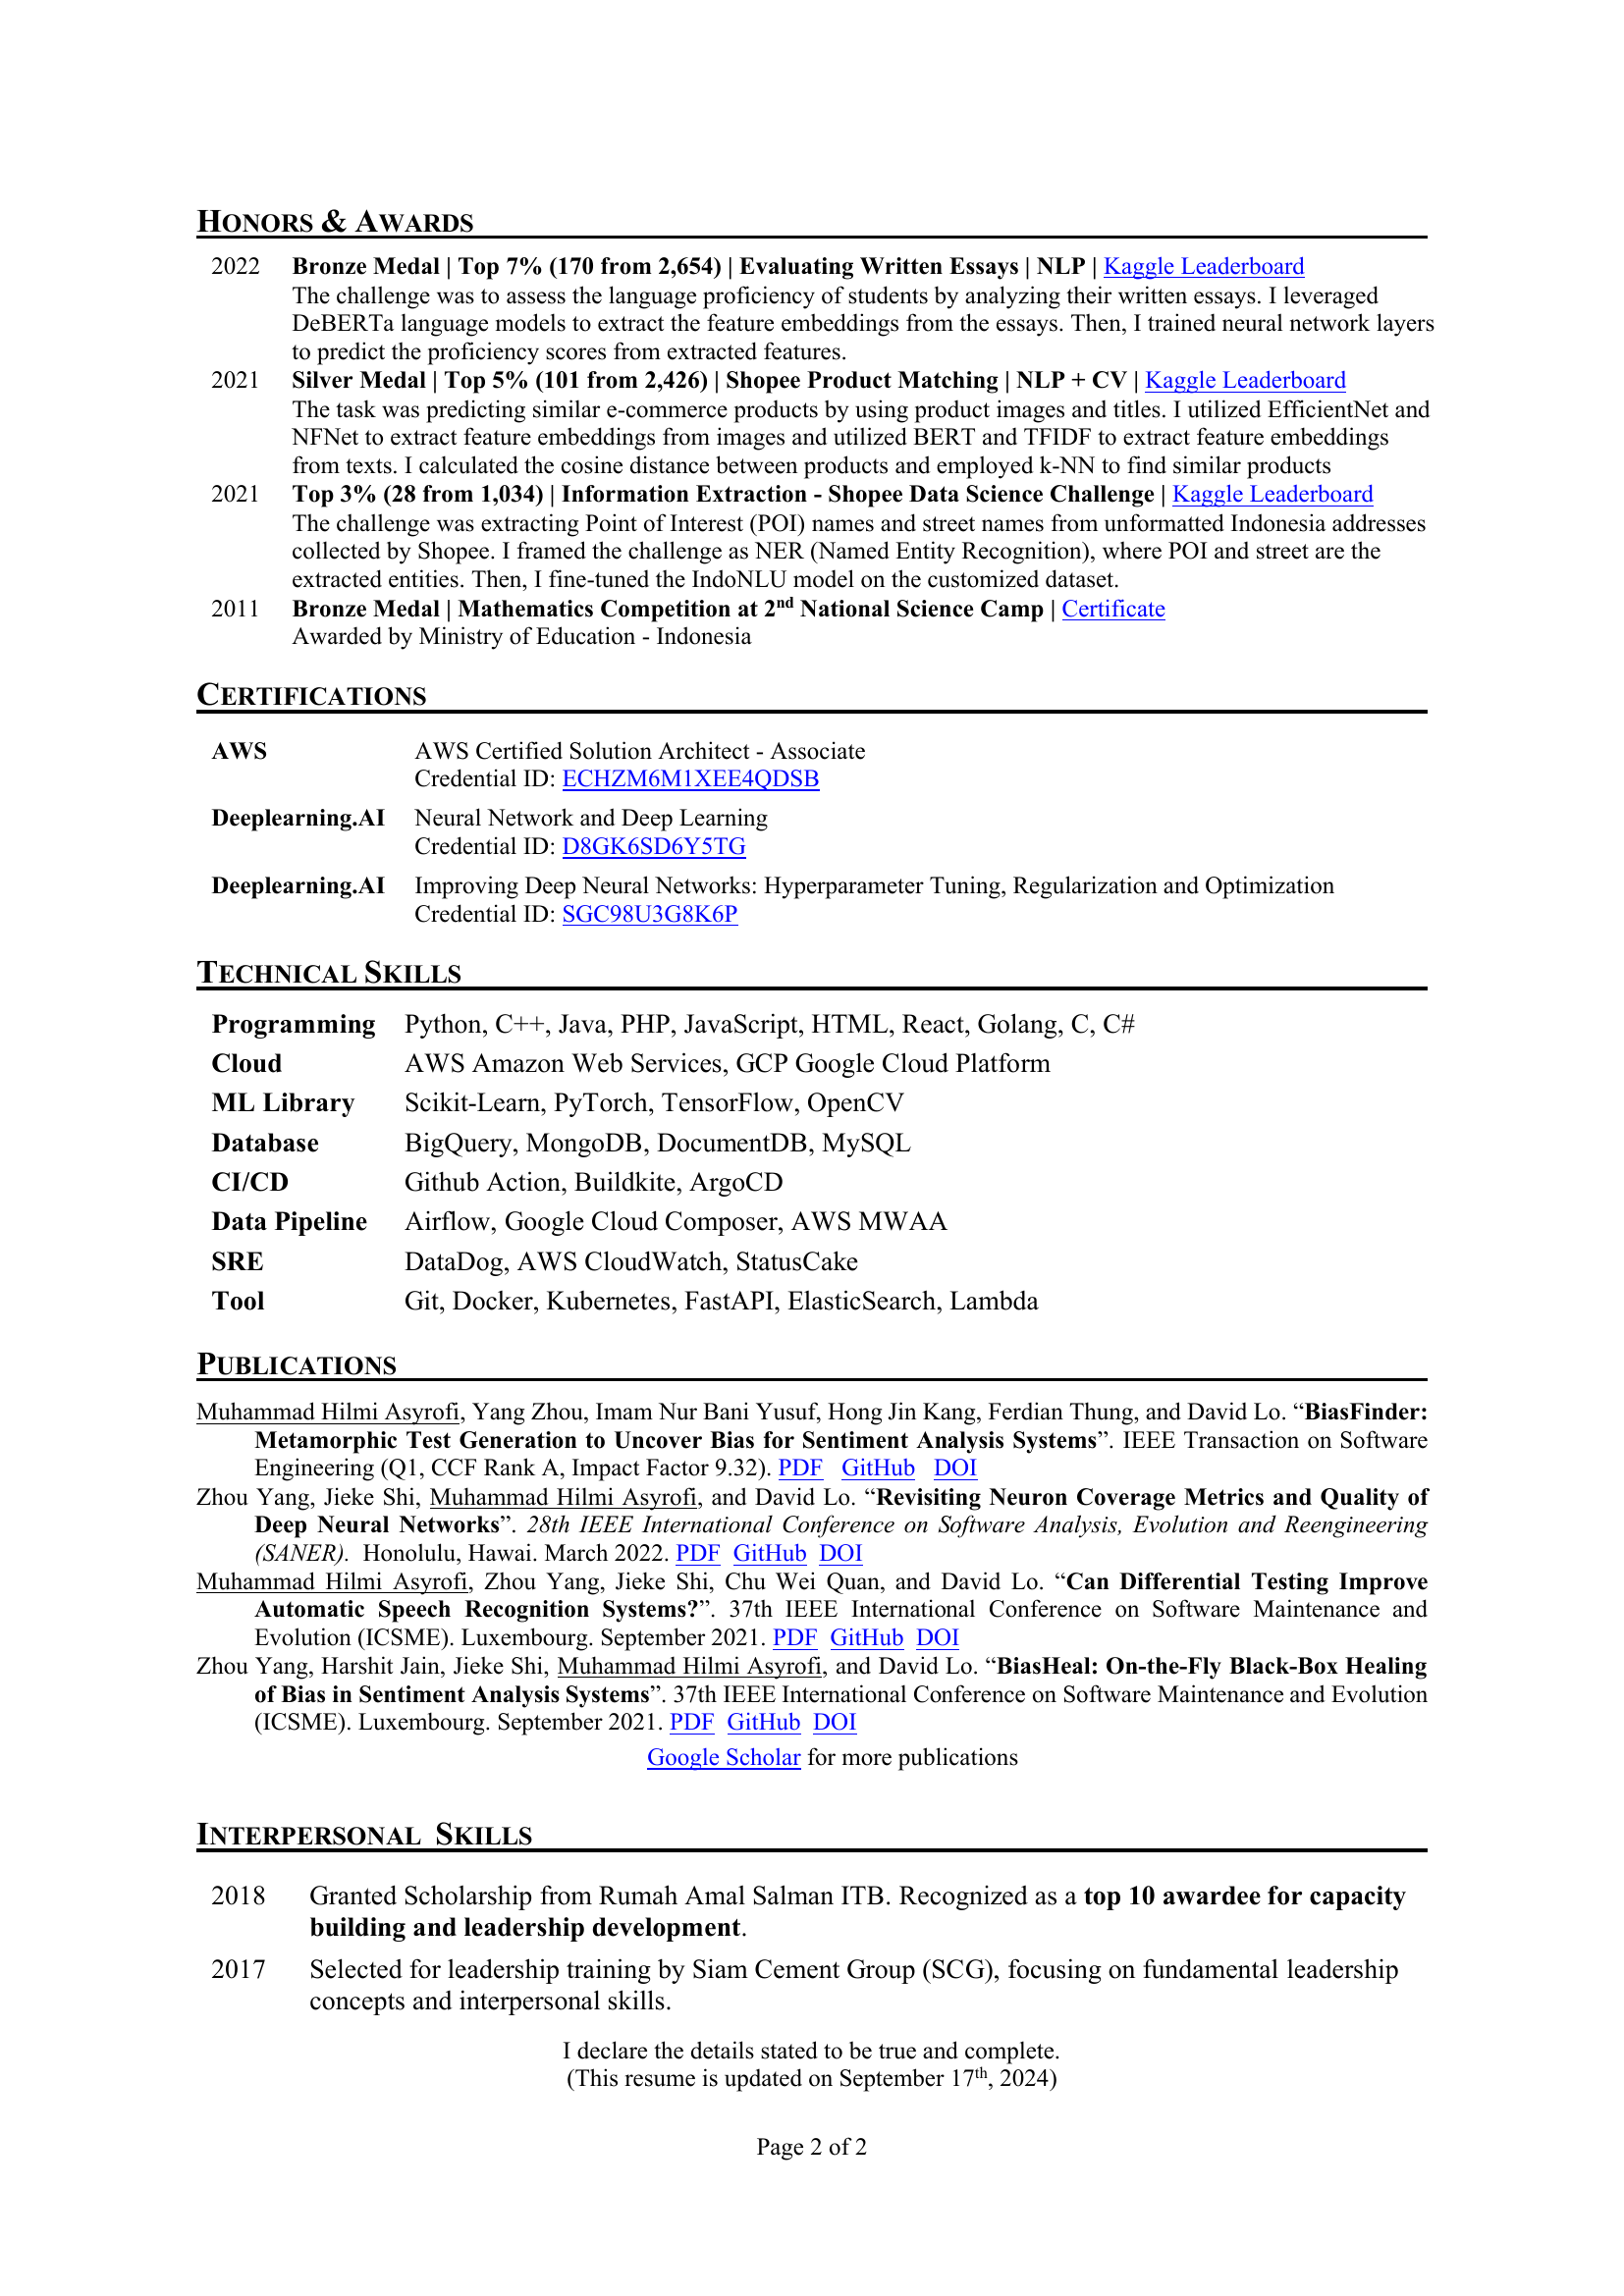 HONORS & AWARDS
2022 Bronze Medal | Top 7% (170 from 2,654) | Evaluating Written Essays | NLP | Kaggle Leaderboard
The challenge was to assess the language proficiency of students by analyzing their written essays. I leveraged
DeBERTa language models to extract the feature embeddings from the essays. Then, I trained neural network layers
to predict the proficiency scores from extracted features.
2021 Silver Medal | Top 5% (101 from 2,426) | Shopee Product Matching | NLP + CV | Kaggle Leaderboard
The task was predicting similar e-commerce products by using product images and titles. I utilized EfficientNet and
NFNet to extract feature embeddings from images and utilized BERT and TFIDF to extract feature embeddings
from texts. I calculated the cosine distance between products and employed k-NN to find similar products
2021 Top 3% (28 from 1,034) | Information Extraction - Shopee Data Science Challenge | Kaggle Leaderboard
The challenge was extracting Point of Interest (POI) names and street names from unformatted Indonesia addresses
collected by Shopee. I framed the challenge as NER (Named Entity Recognition), where POI and street are the
extracted entities. Then, I fine-tuned the IndoNLU model on the customized dataset.
2011 Bronze Medal | Mathematics Competition at 2nd National Science Camp | Certificate
Awarded by Ministry of Education - Indonesia
CERTIFICATIONS
AWS AWS Certified Solution Architect - Associate
Credential ID: ECHZM6M1XEE4QDSB
Deeplearning.AI Neural Network and Deep Learning
Credential ID: D8GK6SD6Y5TG
Deeplearning.AI Improving Deep Neural Networks: Hyperparameter Tuning, Regularization and Optimization
Credential ID: SGC98U3G8K6P
TECHNICAL SKILLS
Programming Python, C++, Java, PHP, JavaScript, HTML, React, Golang, C, C#
Cloud AWS Amazon Web Services, GCP Google Cloud Platform
ML Library Scikit-Learn, PyTorch, TensorFlow, OpenCV
Database BigQuery, MongoDB, DocumentDB, MySQL
CI/CD Github Action, Buildkite, ArgoCD
Data Pipeline Airflow, Google Cloud Composer, AWS MWAA
SRE DataDog, AWS CloudWatch, StatusCake
Tool Git, Docker, Kubernetes, FastAPI, ElasticSearch, Lambda
PUBLICATIONS
Muhammad Hilmi Asyrofi, Yang Zhou, Imam Nur Bani Yusuf, Hong Jin Kang, Ferdian Thung, and David Lo. “BiasFinder:
Metamorphic Test Generation to Uncover Bias for Sentiment Analysis Systems”. IEEE Transaction on Software
Engineering (Q1, CCF Rank A, Impact Factor 9.32). PDF GitHub DOI
Zhou Yang, Jieke Shi, Muhammad Hilmi Asyrofi, and David Lo. “Revisiting Neuron Coverage Metrics and Quality of
Deep Neural Networks”. 28th IEEE International Conference on Software Analysis, Evolution and Reengineering
(SANER). Honolulu, Hawai. March 2022. PDF GitHub DOI
Muhammad Hilmi Asyrofi, Zhou Yang, Jieke Shi, Chu Wei Quan, and David Lo. “Can Differential Testing Improve
Automatic Speech Recognition Systems?”. 37th IEEE International Conference on Software Maintenance and
Evolution (ICSME). Luxembourg. September 2021. PDF GitHub DOI
Zhou Yang, Harshit Jain, Jieke Shi, Muhammad Hilmi Asyrofi, and David Lo. “BiasHeal: On-the-Fly Black-Box Healing
of Bias in Sentiment Analysis Systems”. 37th IEEE International Conference on Software Maintenance and Evolution
(ICSME). Luxembourg. September 2021. PDF GitHub DOI
Google Scholar for more publications
INTERPERSONAL SKILLS
2018 Granted Scholarship from Rumah Amal Salman ITB. Recognized as a top 10 awardee for capacity
building and leadership development.
2017 Selected for leadership training by Siam Cement Group (SCG), focusing on fundamental leadership
concepts and interpersonal skills.
I declare the details stated to be true and complete.
(This resume is updated on September 17th, 2024)
Page 2 of 2